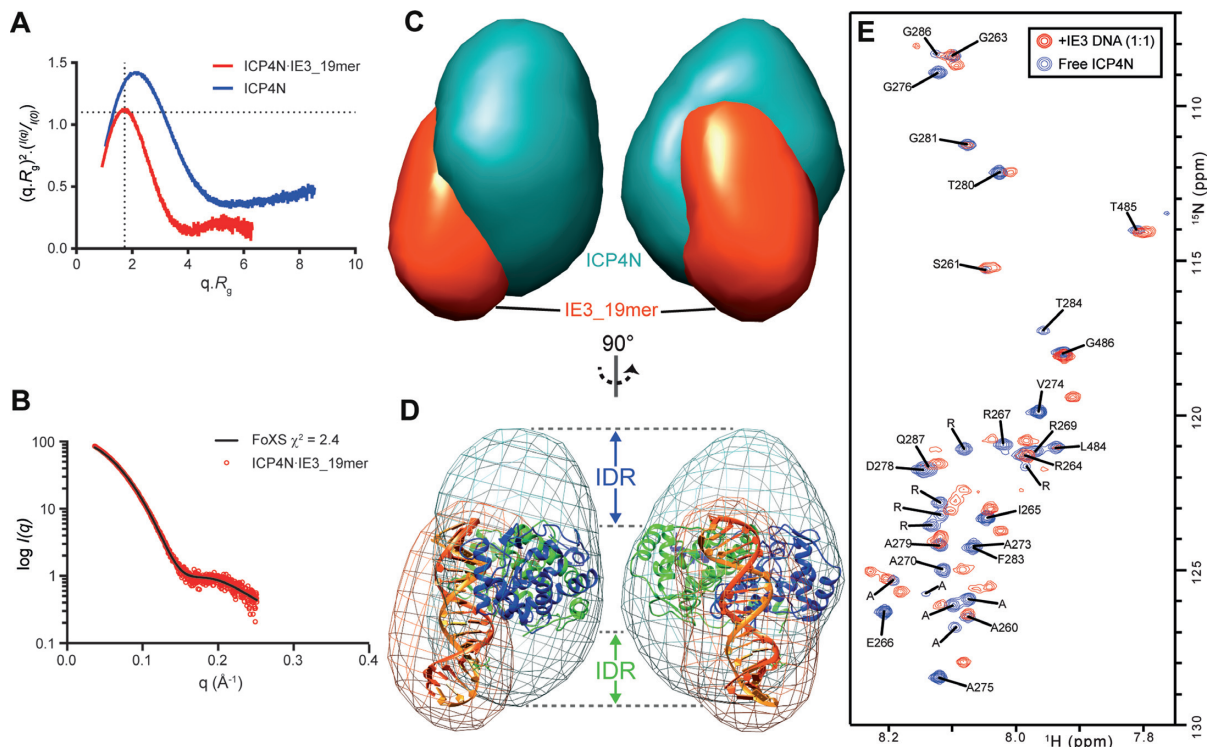 A
(q.Rg)².(I(q)/I(0))
1.5
1.0
0.5
0.0
0 2 4 6 8 10
q.Rg
ICP4N·IE3_19mer
ICP4N
B
log I(q)
100
10
1
0.1
0.0 0.1 0.2 0.3 0.4
q (Å⁻¹)
FoXS χ² = 2.4
ICP4N·IE3_19mer
C
ICP4N
IE3_19mer
90°
D
IDR
IDR
E
+IE3 DNA (1:1)
Free ICP4N
G286
G263
G276
G281
T280
T485
S261
T284
G486
V274
R267
R
R269
Q287
L484
D278
R264
R
R
I265
R
R
A279
A273
F283
A270
A
A
A
E266
A
A260
A
A275
110
115
120
125
130
¹⁵N (ppm)
8.2 8.0 7.8
¹H (ppm)